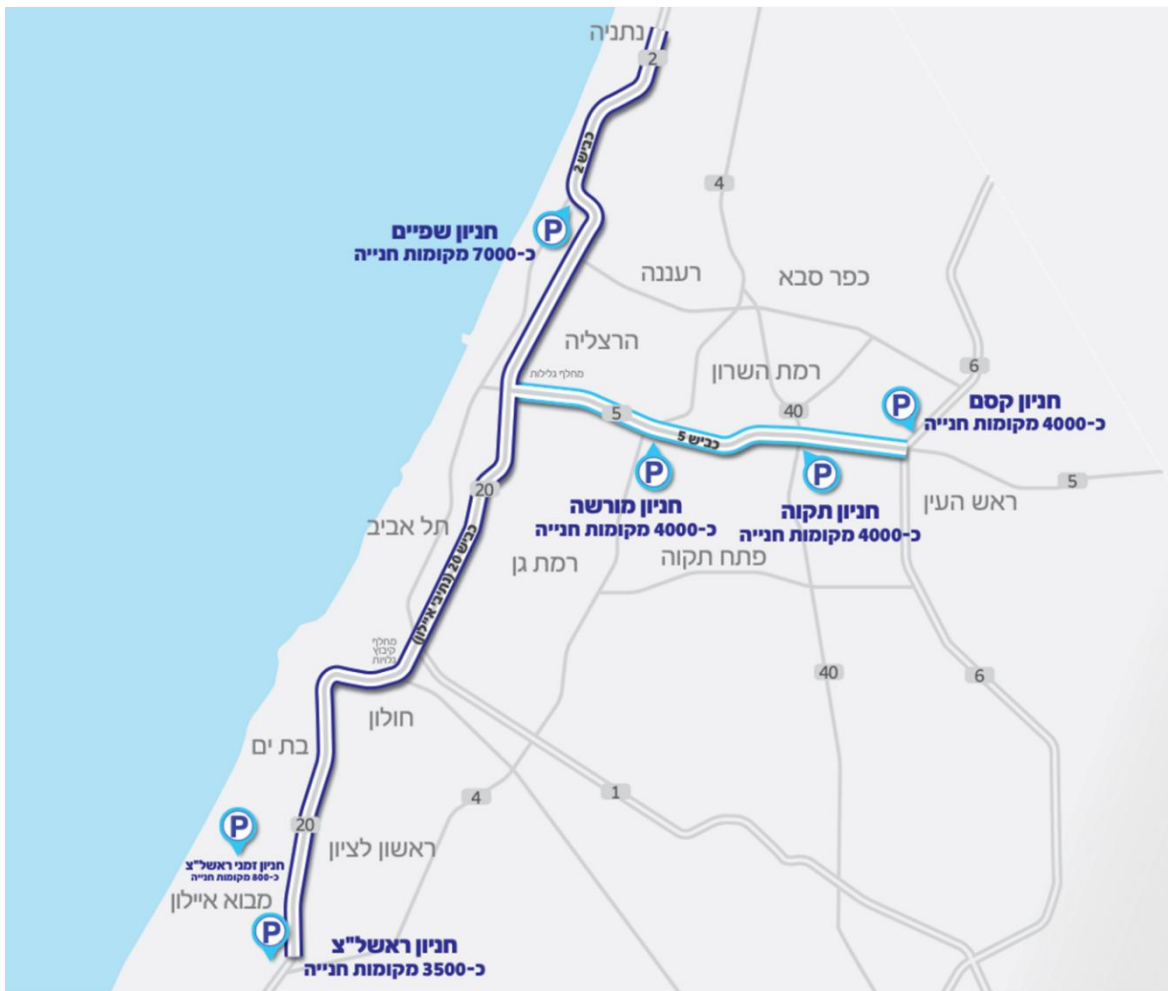 נתניה
2
כביש 2
4
חניון שפיים
כ-7000 מקומות חנייה
רעננה
כפר סבא
הרצליה
6
רמת השרון
מחלף גלילות
חניון קסם
כ-4000 מקומות חנייה
P
P
5
40
כביש 5
P
P
חניון מורשה
כ-4000 מקומות חנייה
חניון תקוה
כ-4000 מקומות חנייה
5
ראש העין
20
תל אביב
כביש 20 (נתיבי איילון)
רמת גן
פתח תקוה
מחלף
קיבוץ
גלויות
40
6
חולון
בת ים
1
4
20
P
ראשון לציון
חניון זמני ראשל"צ
כ-800 מקומות חנייה
מבוא איילון
P
חניון ראשל"צ
כ-3500 מקומות חנייה